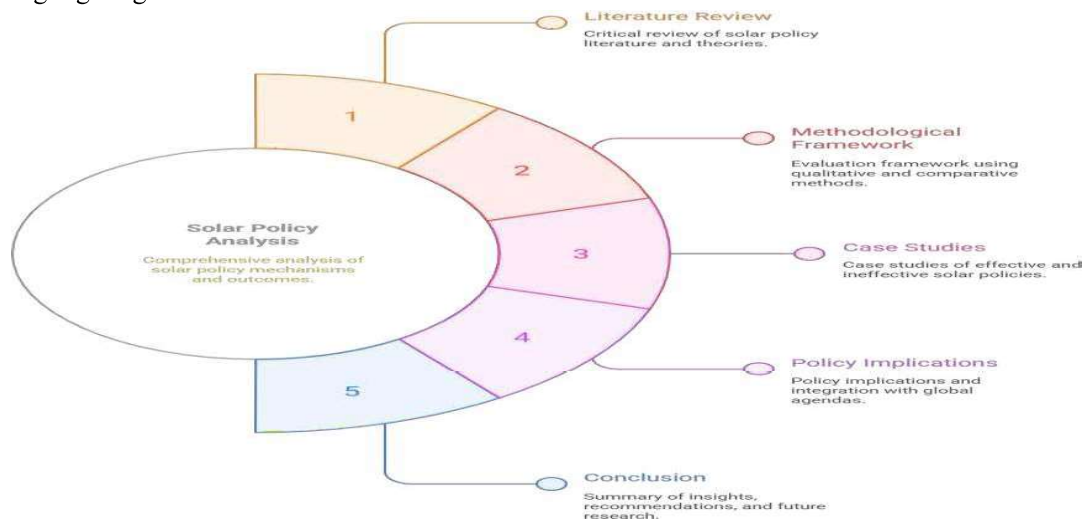 Literature Review
Critical review of solar policy
literature and theories.
1
Methodological
Framework
Evaluation framework using
qualitative and comparative
methods.
2
Solar Policy
Analysis
Comprehensive analysis of
solar policy mechanisms
and outcomes.
3
Case Studies
Case studies of effective and
ineffective solar policies.
4
Policy Implications
Policy implications and
integration with global
agendas.
5
Conclusion
Summary of insights,
recommendations, and future
research.